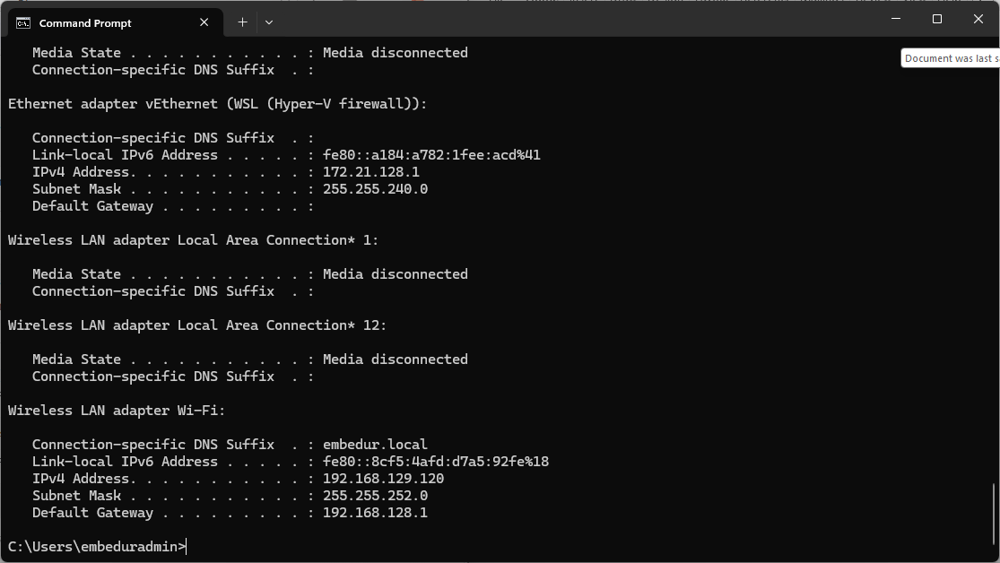 Command Prompt
Media State . . . . . . . . . . . : Media disconnected
Document was last s
Connection-specific DNS Suffix  . :
Ethernet adapter vEthernet (WSL (Hyper-V firewall)):
Connection-specific DNS Suffix  . :
Link-local IPv6 Address . . . . . : fe80::a184:a782:1fee:acd%41
IPv4 Address. . . . . . . . . . . : 172.21.128.1
Subnet Mask . . . . . . . . . . . : 255.255.240.0
Default Gateway . . . . . . . . . :
Wireless LAN adapter Local Area Connection* 1:
Media State . . . . . . . . . . . : Media disconnected
Connection-specific DNS Suffix  . :
Wireless LAN adapter Local Area Connection* 12:
Media State . . . . . . . . . . . : Media disconnected
Connection-specific DNS Suffix  . :
Wireless LAN adapter Wi-Fi:
Connection-specific DNS Suffix  . : embedur.local
Link-local IPv6 Address . . . . . : fe80::8cf5:4afd:d7a5:92fe%18
IPv4 Address. . . . . . . . . . . : 192.168.129.120
Subnet Mask . . . . . . . . . . . : 255.255.252.0
Default Gateway . . . . . . . . . : 192.168.128.1
C:\Users\embeduradmin>